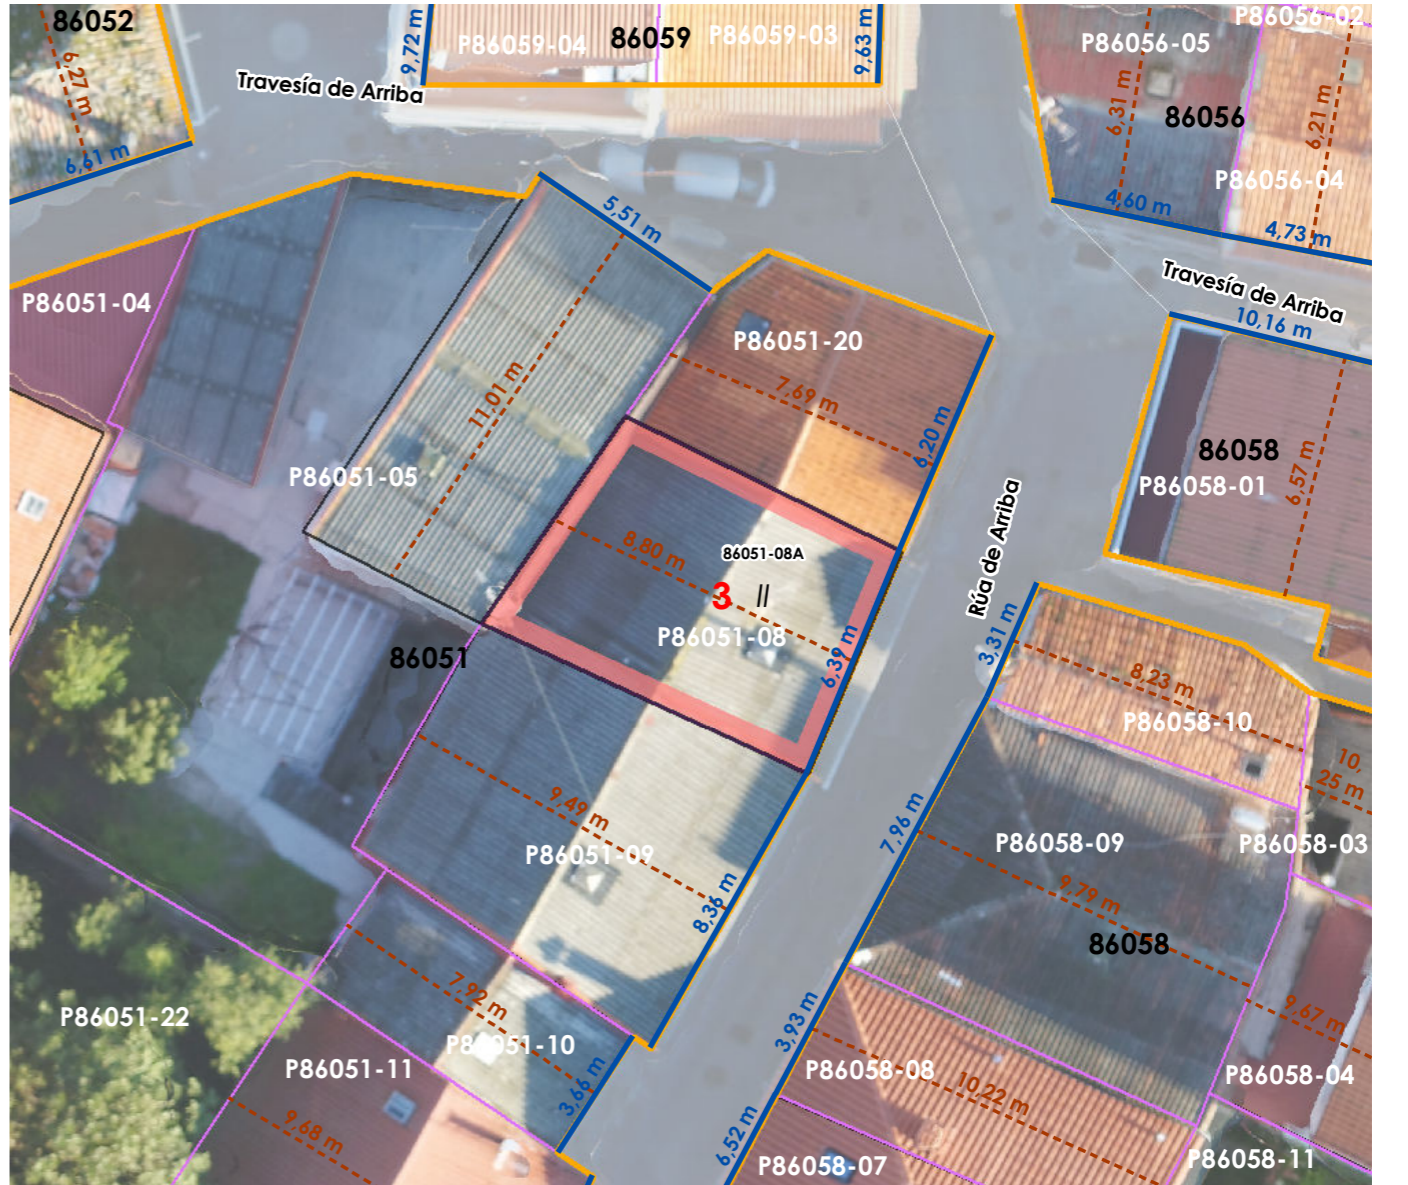 86052
6,27 m
6,61 m
Travesía de Arriba
9,72 m
P86059-04
86059
P86059-03
9,63 m
P86056-02
P86056-05
6,31 m
86056
6,21 m
P86056-04
4,60 m
4,73 m
Travesía de Arriba
10,16 m
P86051-04
5,51 m
11,01 m
P86051-05
P86051-20
7,69 m
6,20 m
86058
P86058-01
6,57 m
Rúa de Arriba
86051-08A
8,80 m
3 II
P86051-08
6,39 m
86051
3,31 m
8,23 m
P86058-10
10,
25 m
7,96 m
P86058-09
P86058-03
9,79 m
86058
9,49 m
P86051-09
8,36 m
7,92 m
P86051-10
3,66 m
P86051-22
P86051-11
9,68 m
3,93 m
P86058-08
10,22 m
9,67 m
P86058-04
6,52 m
P86058-07
P86058-11